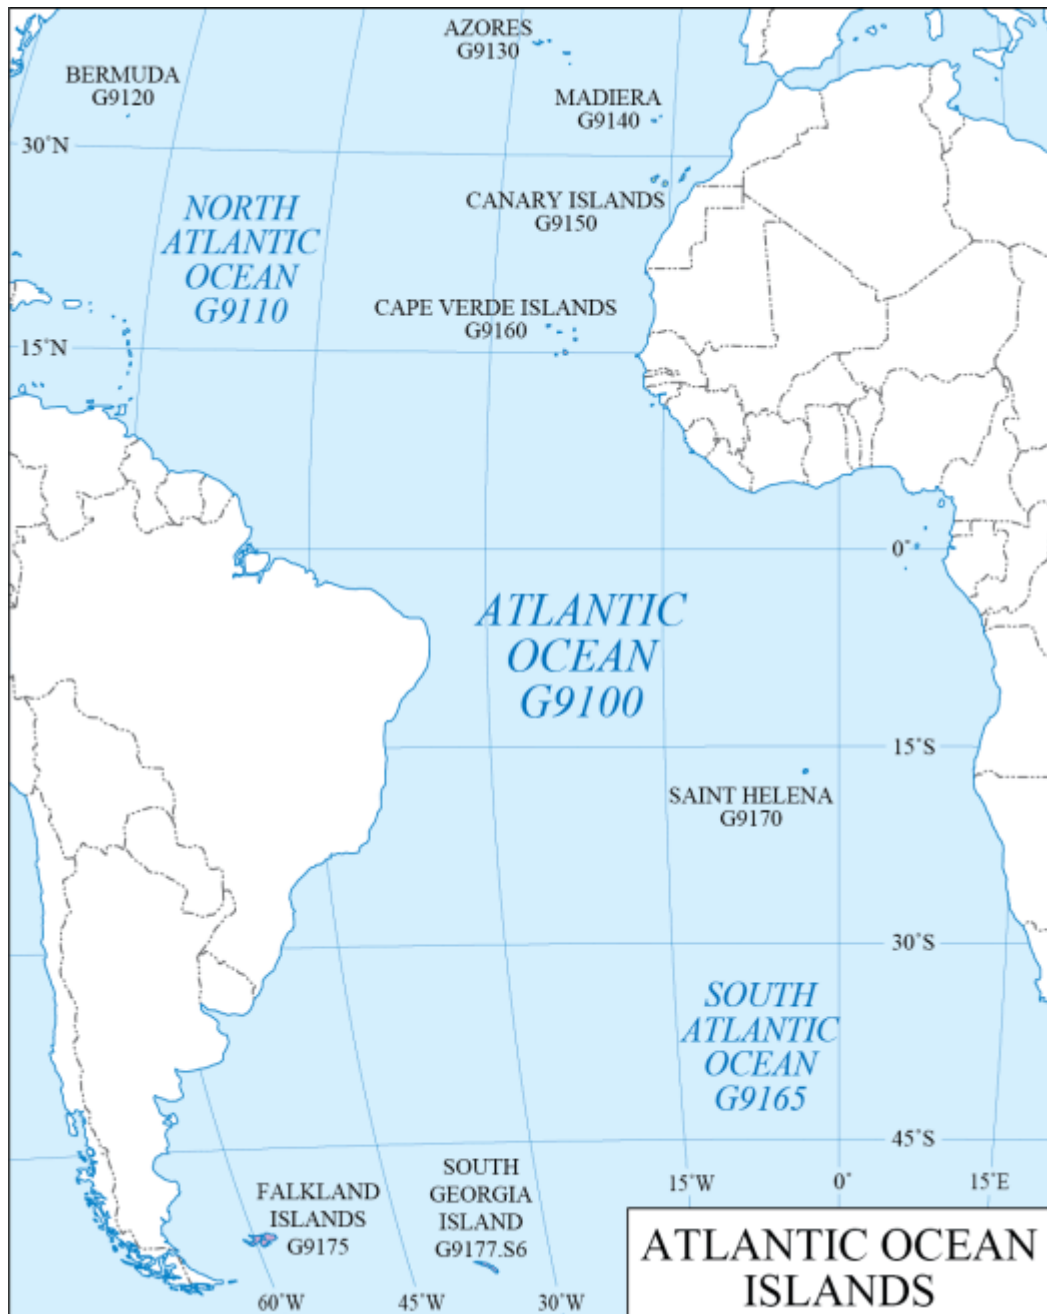 AZORES
G9130
BERMUDA
G9120
MADIERA
G9140
30°N
CANARY ISLANDS
G9150
NORTH
ATLANTIC
OCEAN
G9110
CAPE VERDE ISLANDS
G9160
15°N
0°
ATLANTIC
OCEAN
G9100
15°S
SAINT HELENA
G9170
30°S
SOUTH
ATLANTIC
OCEAN
G9165
45°S
SOUTH
GEORGIA
ISLAND
G9177.S6
FALKLAND
ISLANDS
G9175
15°W
0°
15°E
60°W
45°W
30°W
ATLANTIC OCEAN
ISLANDS